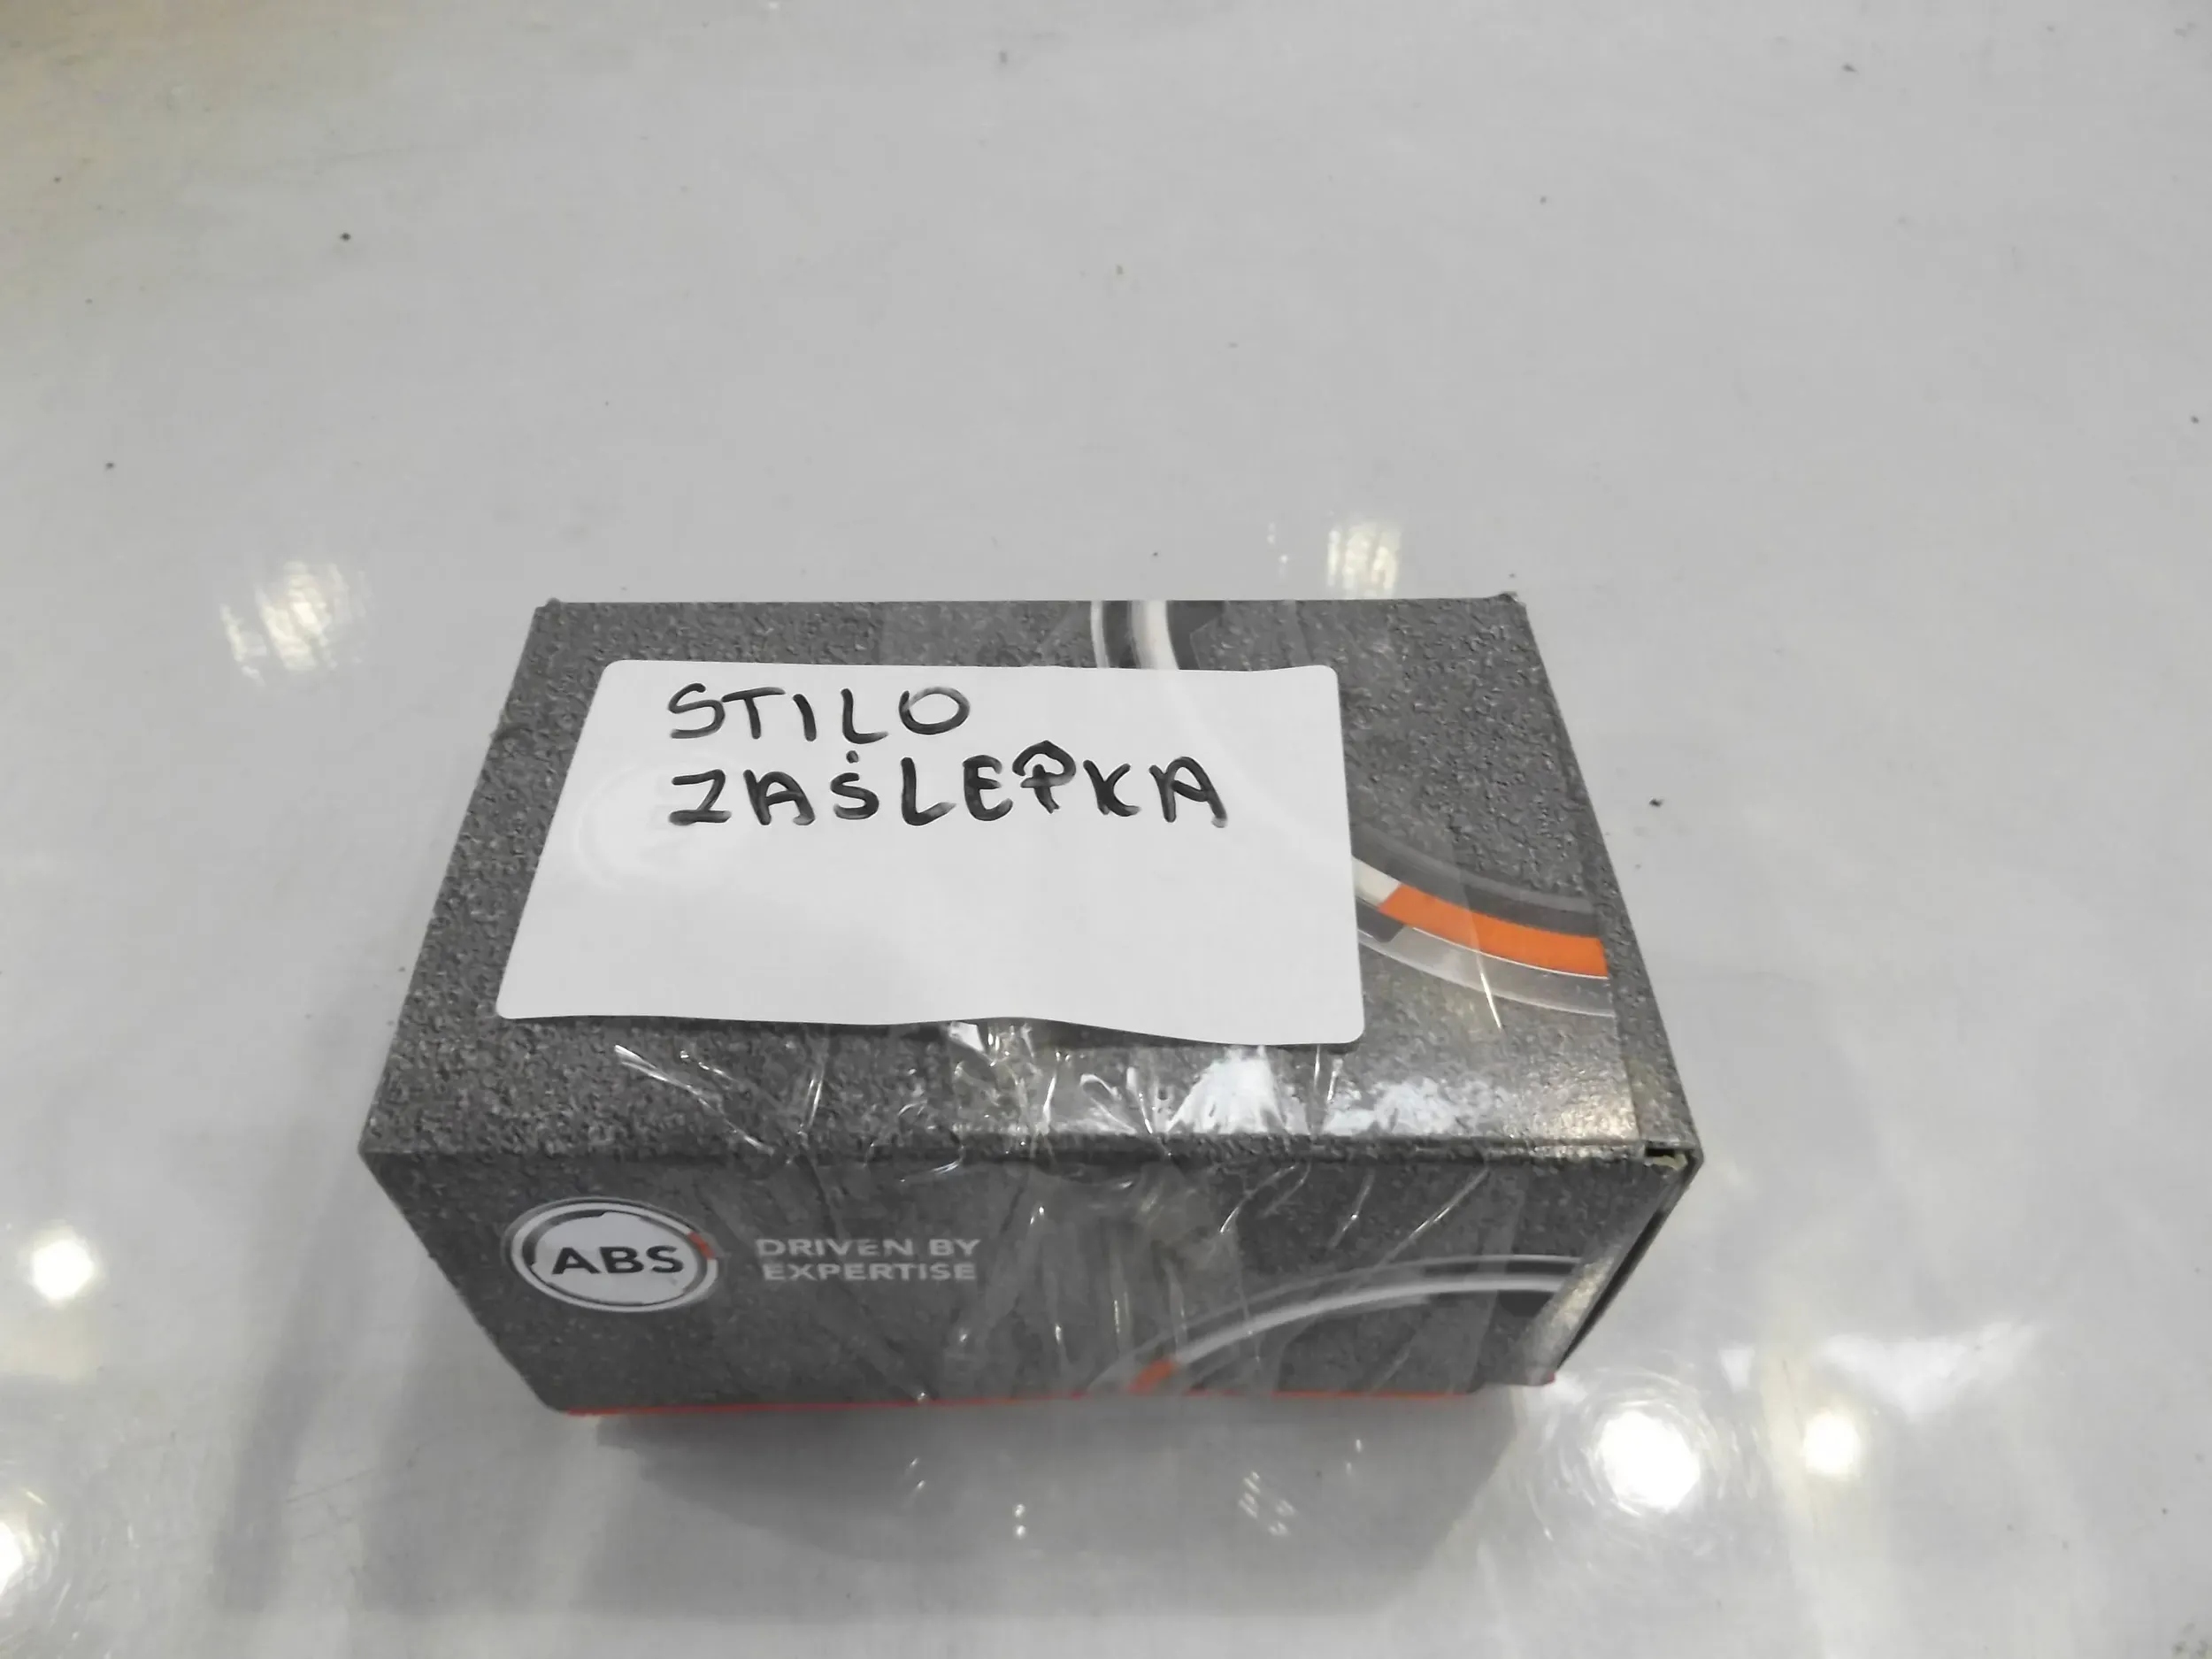 STILO
ZAŚLEPKA
ABS
DRIVEN BY
EXPERTISE